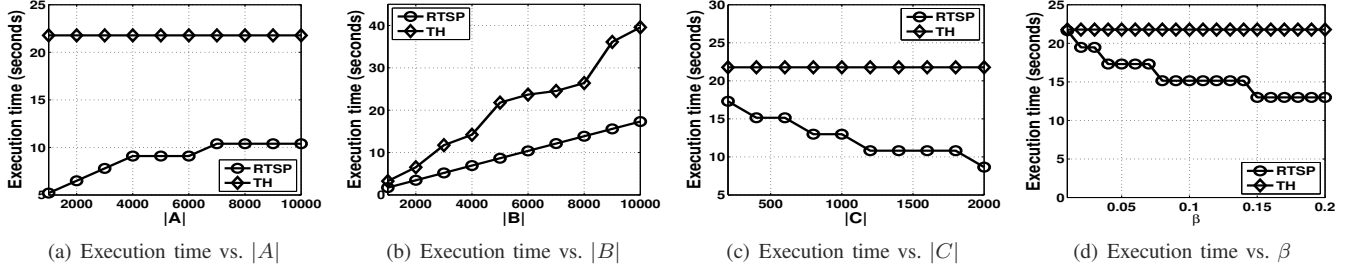 Execution time (seconds)
25
20
15
10
5
2000 4000 6000 8000 10000
|A|
RTSP
TH
(a) Execution time vs. |A|
Execution time (seconds)
40
30
20
10
0
2000 4000 6000 8000 10000
|B|
RTSP
TH
(b) Execution time vs. |B|
Execution time (seconds)
30
25
20
15
10
5
500 1000 1500 2000
|C|
RTSP
TH
(c) Execution time vs. |C|
Execution time (seconds)
25
20
15
10
5
0
0.05 0.1 0.15 0.2
β
RTSP
TH
(d) Execution time vs. β